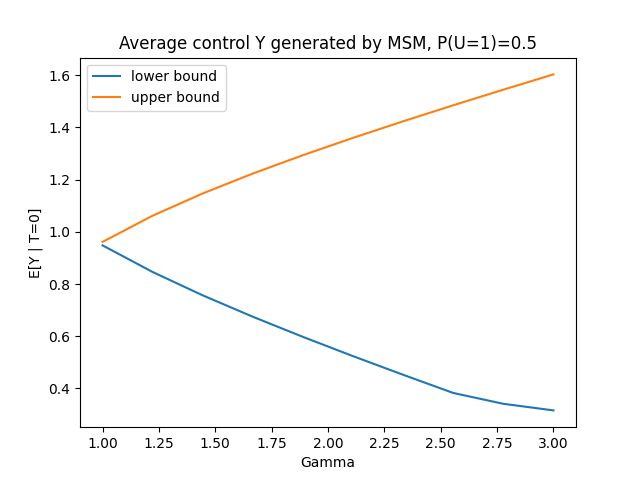 Average control Y generated by MSM, P(U=1)=0.5
lower bound
upper bound
E[Y | T=0]
1.6
1.4
1.2
1.0
0.8
0.6
0.4
1.00 1.25 1.50 1.75 2.00 2.25 2.50 2.75 3.00
Gamma